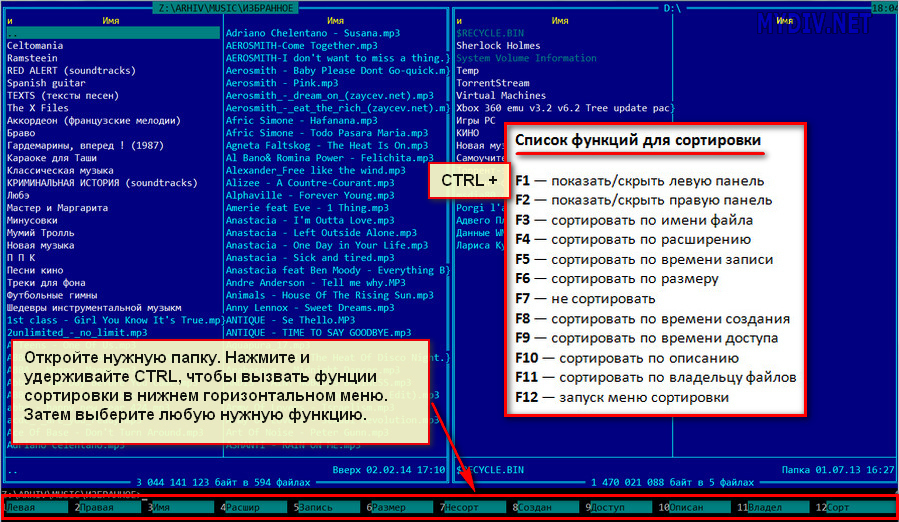 Z:\ARHIV\MUSIC\ИЗБРАННОЕ
D:\
18:04
MYDIV.NET
и Имя Имя
..
Celtomania
Ramsteein
RED ALERT (soundtracks)
Spanish guitar
TEXTS (тексты песен)
The X Files
Аккордеон (французские мелодии)
Браво
Гардемарины, вперед ! (1987)
Караоке для Таши
Классическая музыка
КРИМИНАЛЬНАЯ ИСТОРИЯ (soundtracks)
Любэ
Мастер и Маргарита
Минусовки
Мумий Тролль
Новая музыка
П П К
Песни кино
Треки для фона
Футбольные гимны
Шедевры инструментальной музыкм
1st class - Girl You Know It's True.mp}
2unlimited_-_no_limit.mp3
Adriano Celentano.mp3
Adriano Chelentano - Susana.mp3
AEROSMITH-Come Together.mp3
AEROSMITH-I don't want to miss a thing.}
Aerosmith - Baby Please Dont Go-quick.m}
Aerosmith - Pink.mp3
Aerosmith_-_dream_on_(zaycev.net).mp3
Aerosmith_-_eat_the_rich_(zaycev.net).m}
Afric Simone - Hafanana.mp3
Afric Simone - Todo Pasara Maria.mp3
Agneta Faltskog - The Heat Is On.mp3
Al Bano& Romina Power - Felichita.mp3
Alexander_Free like the wind.mp3
Alizee - A Contre-Courant.mp3
Alphaville - Forever Young.mp3
Amerie feat Eve - 1 Thing.mp3
Anastacia - I'm Outta Love.mp3
Anastacia - Left Outside Alone.mp3
Anastacia - One Day in Your Life.mp3
Anastacia - Sick and tired.mp3
Anastacia feat Ben Moody - Everything B}
Andre Anderson - Tell me why.MP3
Animals - House Of The Rising Sun.mp3
Anny Lennox - Sweet Dreams.mp3
ANTIQUE - Se Thello.MP3
ANTIQUE - TIME TO SAY GOODBYE.mp3
и Имя Имя
$RECYCLE.BIN
Sherlock Holmes
System Volume Information
Temp
TorrentStream
Virtual Machines
Xbox 360 emu v3.2 v6.2 Tree update pac}
Игры PC
КИНО
Новая му
Самоучит
Porgi l'a
Адвего Пл
Данные WM
Лариса Ку
CTRL +
Список функций для сортировки
F1 — показать/скрыть левую панель
F2 — показать/скрыть правую панель
F3 — сортировать по имени файла
F4 — сортировать по расширению
F5 — сортировать по времени записи
F6 — сортировать по размеру
F7 — не сортировать
F8 — сортировать по времени создания
F9 — сортировать по времени доступа
F10 — сортировать по описанию
F11 — сортировать по владельцу файлов
F12 — запуск меню сортировки
Откройте нужную папку. Нажмите и
удерживайте CTRL, чтобы вызвать фунции
сортировки в нижнем горизонтальном меню.
Затем выберите любую нужную функцию.
.. Вверх 02.02.14 17:10
3 044 141 123 байт в 594 файлах
$RECYCLE.BIN Папка 01.07.13 16:27
1 470 021 088 байт в 5 файлах
Z:\ARHIV\MUSIC\ИЗБРАННОЕ>
1Левая 2Правая 3Имя 4Расшир 5Запись 6Размер 7Несорт 8Создан 9Доступ 10Описан 11Владел 12Сорт